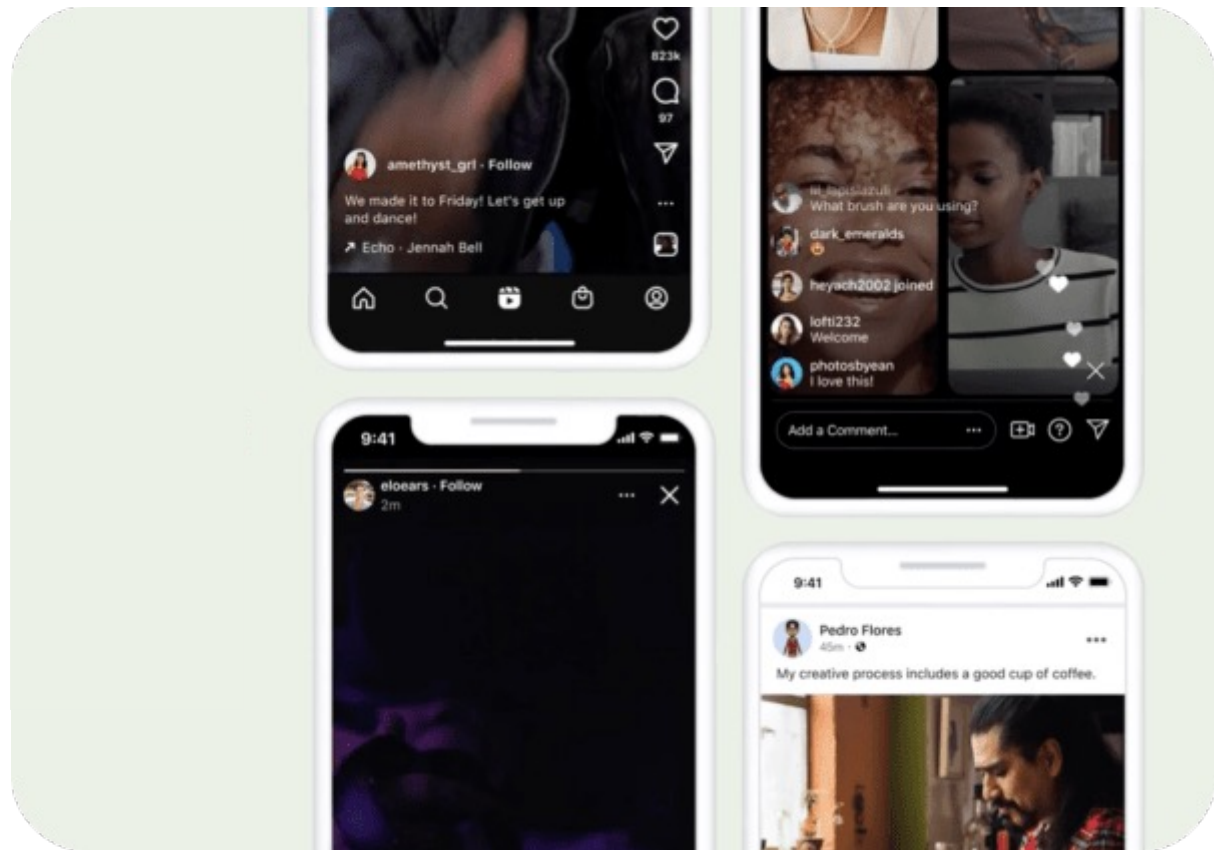 823k
97
amethyst_grl · Follow
We made it to Friday! Let's get up
and dance!
Echo · Jennah Bell
9:41
eloears · Follow
2m
lil_lapislazuli
What brush are you using?
dark_emeralds
heyach2002 joined
lofti232
Welcome
photosbyean
I love this!
Add a Comment...
9:41
Pedro Flores
45m ·
My creative process includes a good cup of coffee.